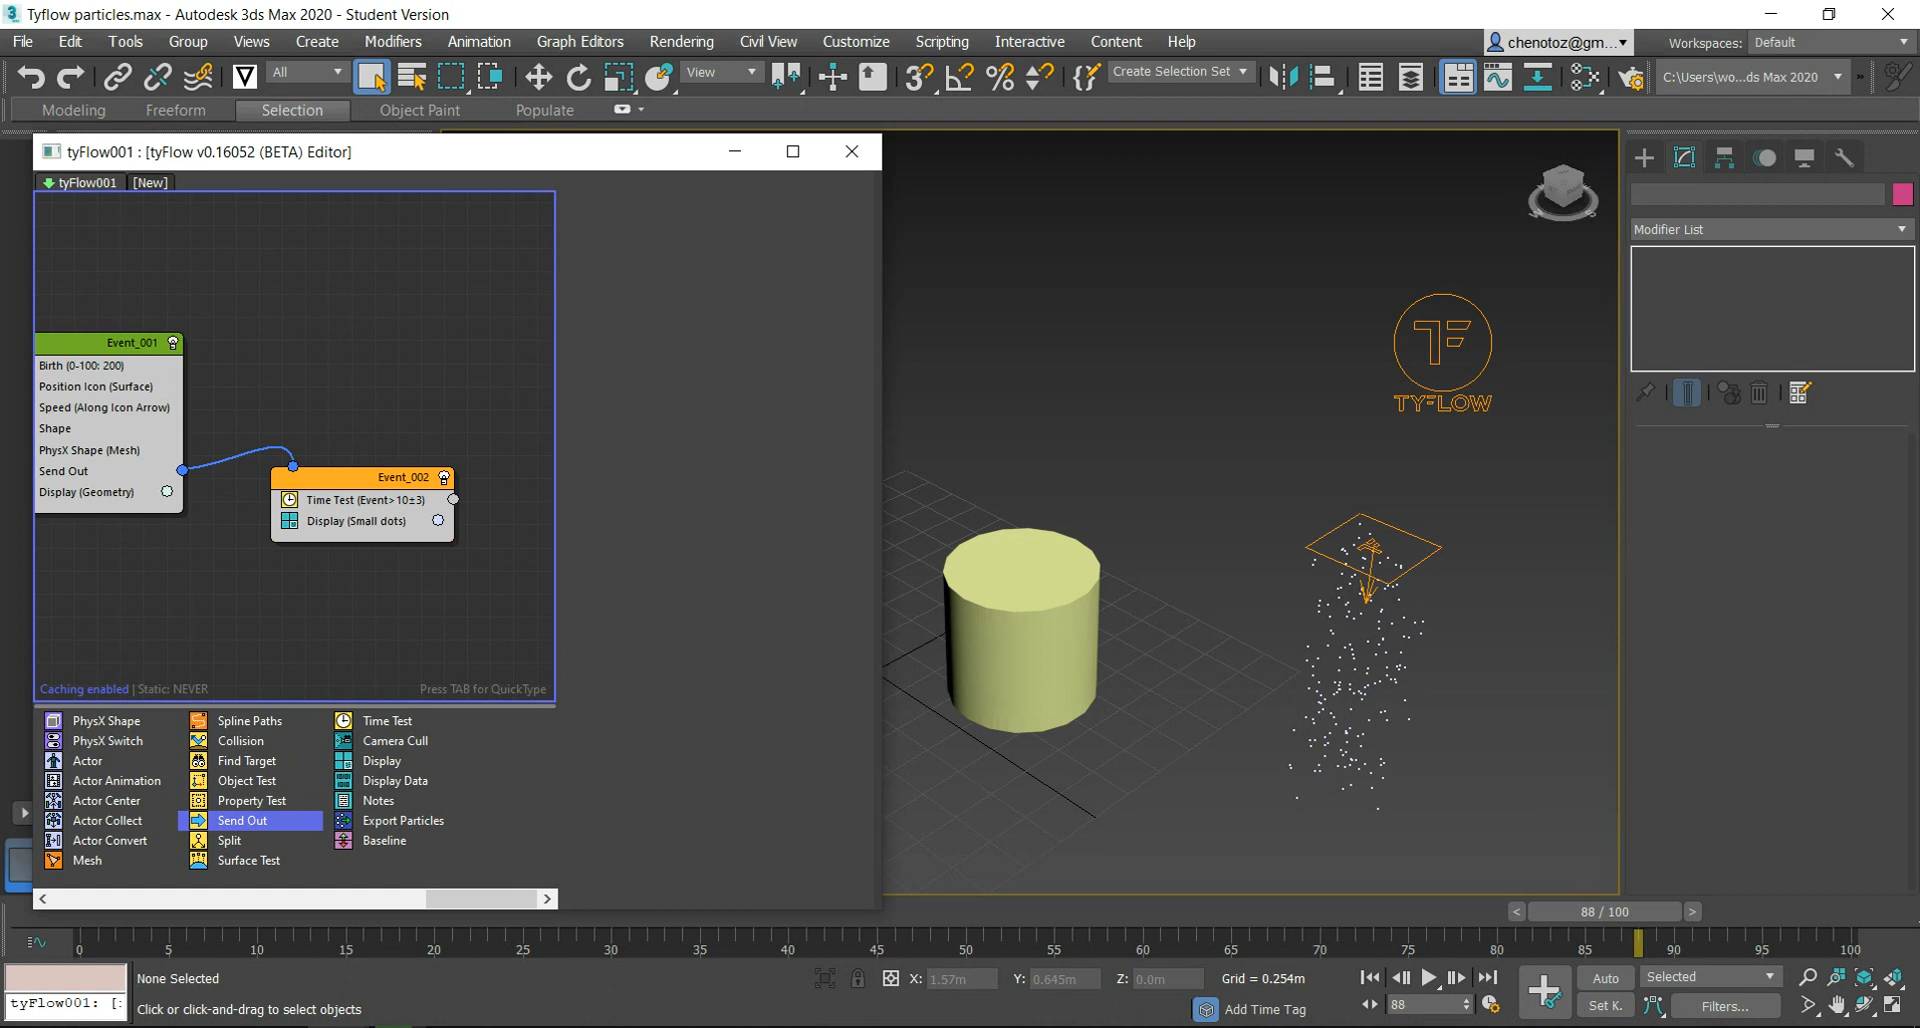 Tyflow particles.max - Autodesk 3ds Max 2020 - Student Version
File Edit Tools Group Views Create Modifiers Animation Graph Editors Rendering Civil View Customize Scripting Interactive Content Help
chenotoz@gm... Workspaces: Default
All View Create Selection Set C:\Users\wo...ds Max 2020
Modeling Freeform Selection Object Paint Populate
tyFlow001 : [tyFlow v0.16052 (BETA) Editor]
tyFlow001 [New]
Modifier List
Event_001
Birth (0-100: 200)
Position Icon (Surface)
Speed (Along Icon Arrow)
Shape
PhysX Shape (Mesh)
Send Out
Display (Geometry)
Event_002
Time Test (Event>10±3)
Display (Small dots)
TF
TYFLOW
Caching enabled | Static: NEVER Press TAB for QuickType
PhysX Shape Spline Paths Time Test
PhysX Switch Collision Camera Cull
Actor Find Target Display
Actor Animation Object Test Display Data
Actor Center Property Test Notes
Actor Collect Send Out Export Particles
Actor Convert Split Baseline
Mesh Surface Test
< >
< 88 / 100 >
0 5 10 15 20 25 30 35 40 45 50 55 60 65 70 75 80 85 90 95 100
None Selected X: 1.57m Y: 0.645m Z: 0.0m Grid = 0.254m Auto Selected
tyFlow001: [: Click or click-and-drag to select objects Add Time Tag 88 Set K. Filters...